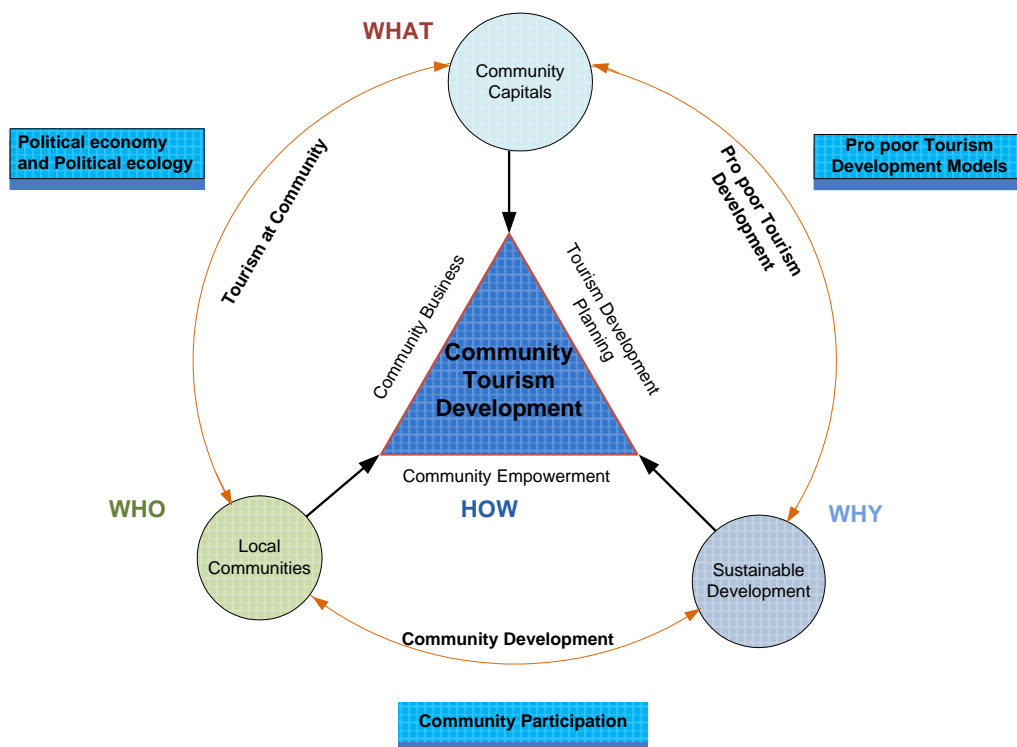 WHAT
Community
Capitals
Political economy
and Political ecology
Pro poor Tourism
Development Models
Tourism at Community
Pro poor Tourism
Development
Community Business
Tourism Development
Planning
Community
Tourism
Development
Community Empowerment
WHO
HOW
WHY
Local
Communities
Sustainable
Development
Community Development
Community Participation